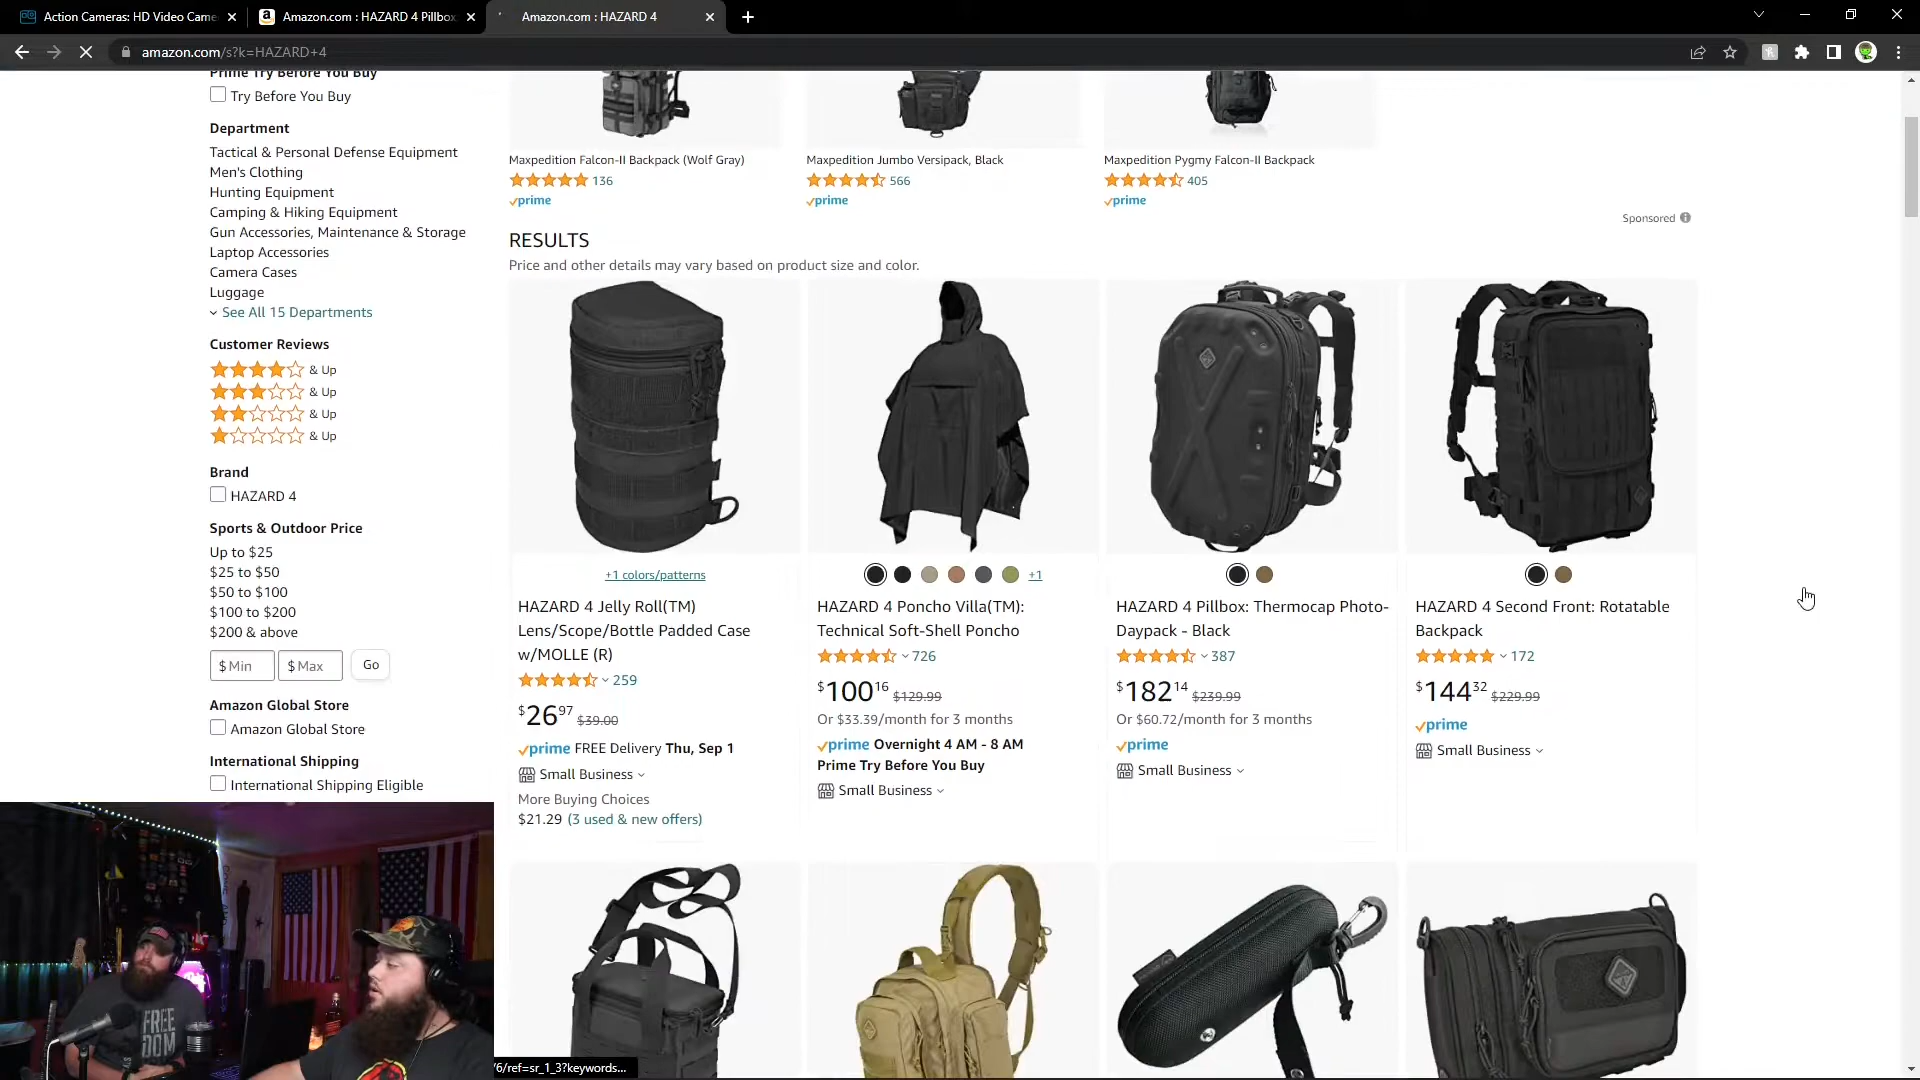 Action Cameras: HD Video Came
Amazon.com : HAZARD 4 Pillbox
Amazon.com : HAZARD 4
amazon.com/s?k=HAZARD+4
Prime Try Before You Buy
Try Before You Buy
Department
Tactical & Personal Defense Equipment
Men's Clothing
Hunting Equipment
Camping & Hiking Equipment
Gun Accessories, Maintenance & Storage
Laptop Accessories
Camera Cases
Luggage
See All 15 Departments
Customer Reviews
& Up
& Up
& Up
& Up
Brand
HAZARD 4
Sports & Outdoor Price
Up to $25
$25 to $50
$50 to $100
$100 to $200
$200 & above
$ Min $ Max Go
Amazon Global Store
Amazon Global Store
International Shipping
International Shipping Eligible
Maxpedition Falcon-II Backpack (Wolf Gray)
136
prime
Maxpedition Jumbo Versipack, Black
566
prime
Maxpedition Pygmy Falcon-II Backpack
405
prime
Sponsored
RESULTS
Price and other details may vary based on product size and color.
+1 colors/patterns
HAZARD 4 Jelly Roll(TM)
Lens/Scope/Bottle Padded Case
w/MOLLE (R)
259
$26 97 $39.00
prime FREE Delivery Thu, Sep 1
Small Business
More Buying Choices
$21.29 (3 used & new offers)
+1
HAZARD 4 Poncho Villa(TM):
Technical Soft-Shell Poncho
726
$100 16 $129.99
Or $33.39/month for 3 months
prime Overnight 4 AM - 8 AM
Prime Try Before You Buy
Small Business
HAZARD 4 Pillbox: Thermocap Photo-
Daypack - Black
387
$182 14 $239.99
Or $60.72/month for 3 months
prime
Small Business
HAZARD 4 Second Front: Rotatable
Backpack
172
$144 32 $229.99
prime
Small Business
FREE
DOM
/6/ref=sr_1_3?keywords...